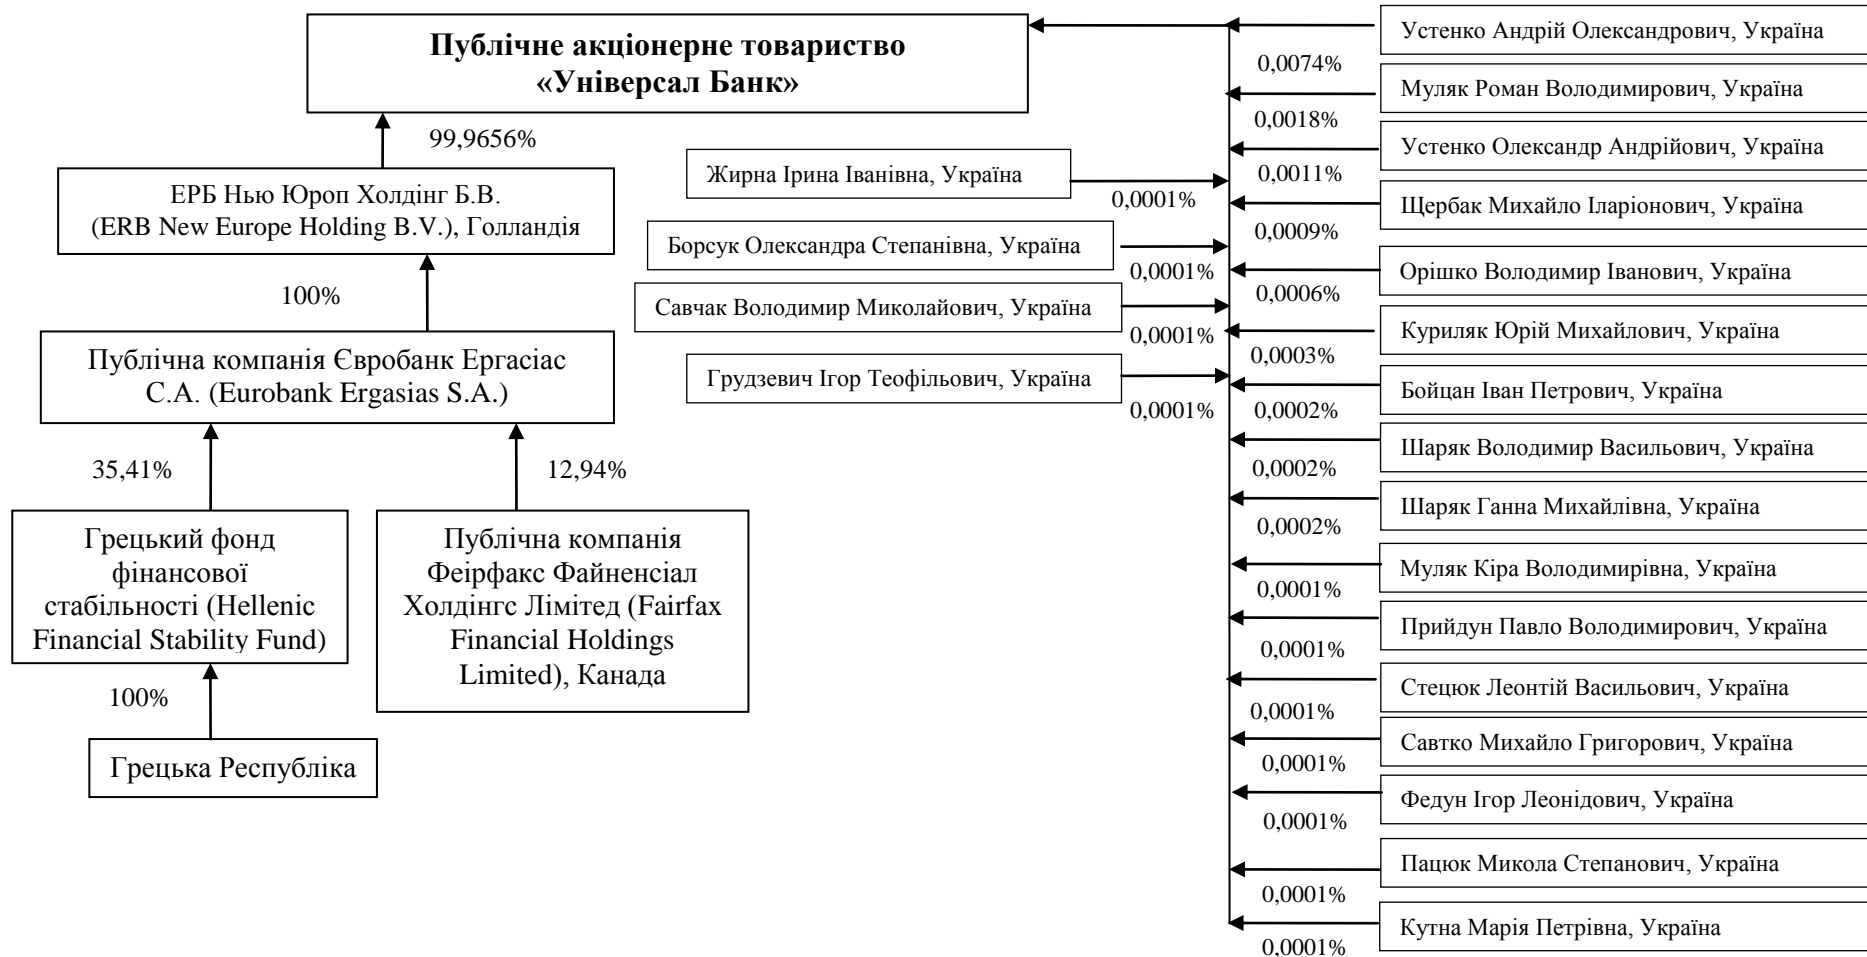 Публічне акціонерне товариство
«Універсал Банк»
99,9656%
ЕРБ Нью Юроп Холдінг Б.В.
(ERB New Europe Holding B.V.), Голландія
100%
Публічна компанія Євробанк Ергасіас
С.А. (Eurobank Ergasias S.A.)
35,41%
12,94%
Грецький фонд
фінансової
стабільності (Hellenic
Financial Stability Fund)
Публічна компанія
Феірфакс Файненсіал
Холдінгс Лімітед (Fairfax
Financial Holdings
Limited), Канада
100%
Грецька Республіка
Жирна Ірина Іванівна, Україна
0,0001%
Борсук Олександра Степанівна, Україна
0,0001%
Савчак Володимир Миколайович, Україна
0,0001%
Грудзевич Ігор Теофільович, Україна
0,0001%
Устенко Андрій Олександрович, Україна
0,0074%
Муляк Роман Володимирович, Україна
0,0018%
Устенко Олександр Андрійович, Україна
0,0011%
Щербак Михайло Іларіонович, Україна
0,0009%
Орішко Володимир Іванович, Україна
0,0006%
Куриляк Юрій Михайлович, Україна
0,0003%
Бойцан Іван Петрович, Україна
0,0002%
Шаряк Володимир Васильович, Україна
0,0002%
Шаряк Ганна Михайлівна, Україна
0,0002%
Муляк Кіра Володимирівна, Україна
0,0001%
Прийдун Павло Володимирович, Україна
0,0001%
Стецюк Леонтій Васильович, Україна
0,0001%
Савтко Михайло Григорович, Україна
0,0001%
Федун Ігор Леонідович, Україна
0,0001%
Пацюк Микола Степанович, Україна
0,0001%
Кутна Марія Петрівна, Україна
0,0001%